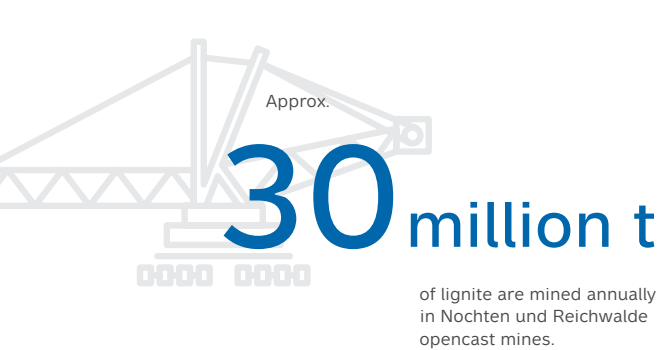 Approx.
30 million t
of lignite are mined annually
in Nochten und Reichwalde
opencast mines.